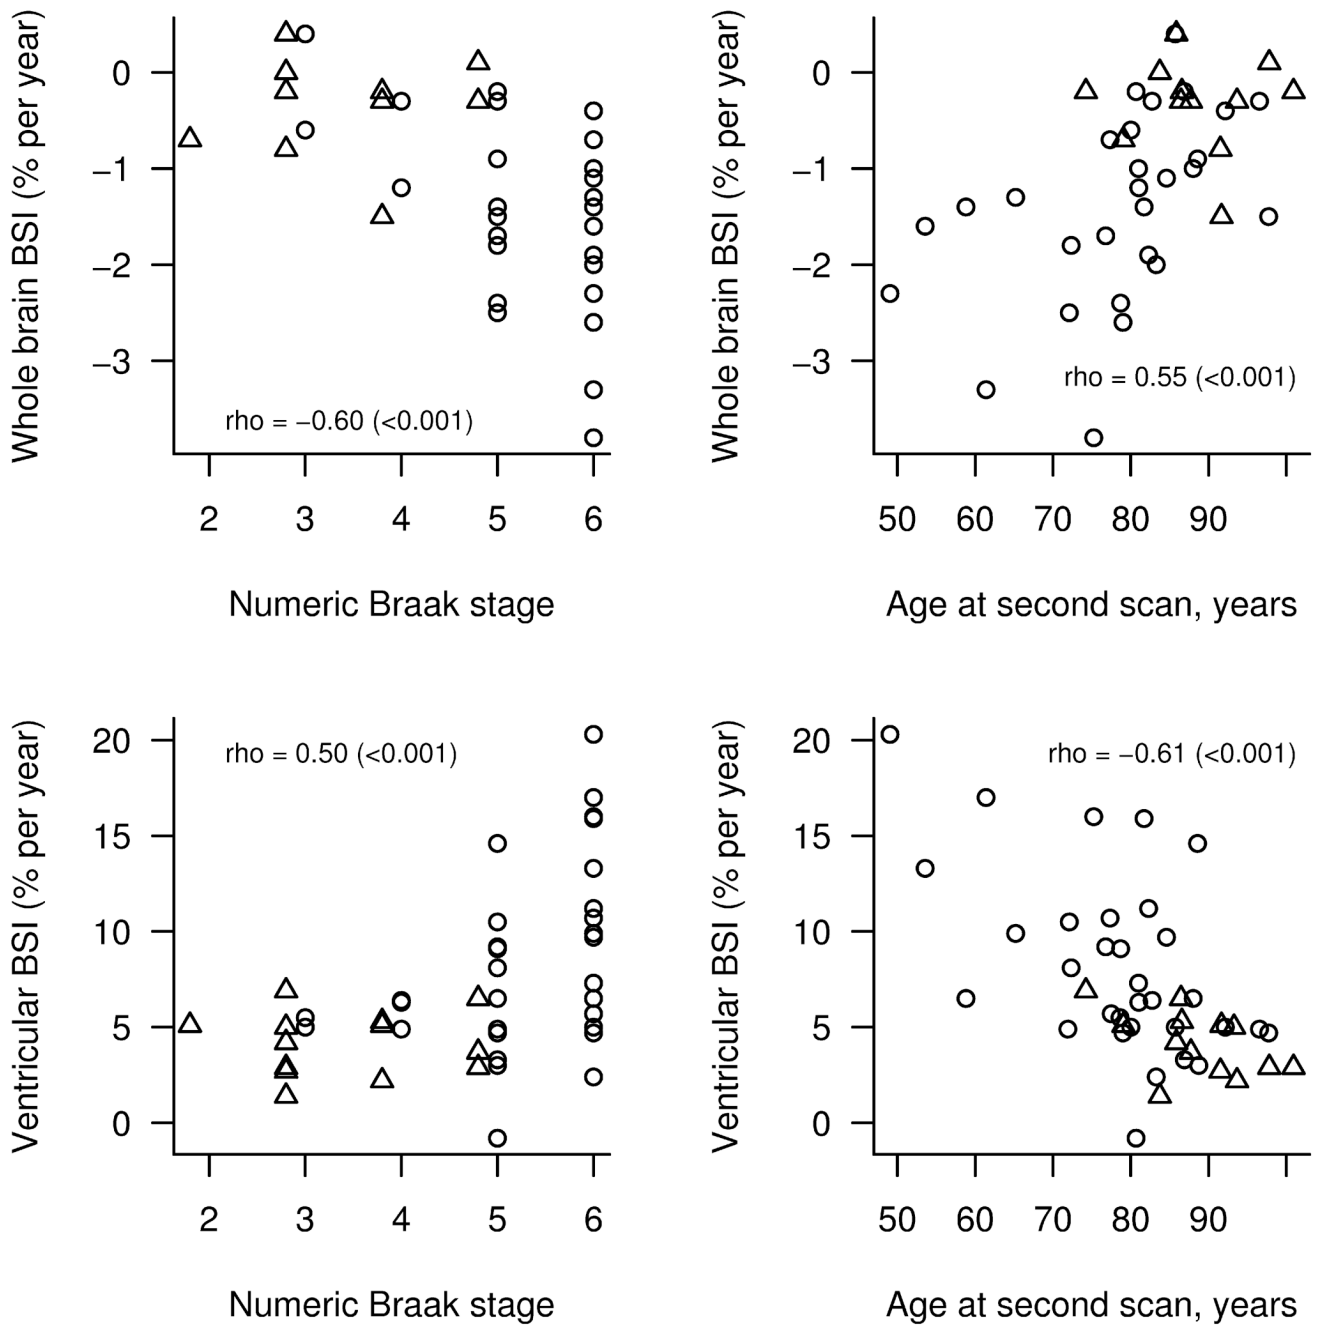 Whole brain BSI (% per year)
0
−1
−2
−3
rho = −0.60 (<0.001)
2 3 4 5 6
Numeric Braak stage
Whole brain BSI (% per year)
0
−1
−2
−3
rho = 0.55 (<0.001)
50 60 70 80 90
Age at second scan, years
Ventricular BSI (% per year)
20
15
10
5
0
rho = 0.50 (<0.001)
2 3 4 5 6
Numeric Braak stage
Ventricular BSI (% per year)
20
15
10
5
0
rho = −0.61 (<0.001)
50 60 70 80 90
Age at second scan, years